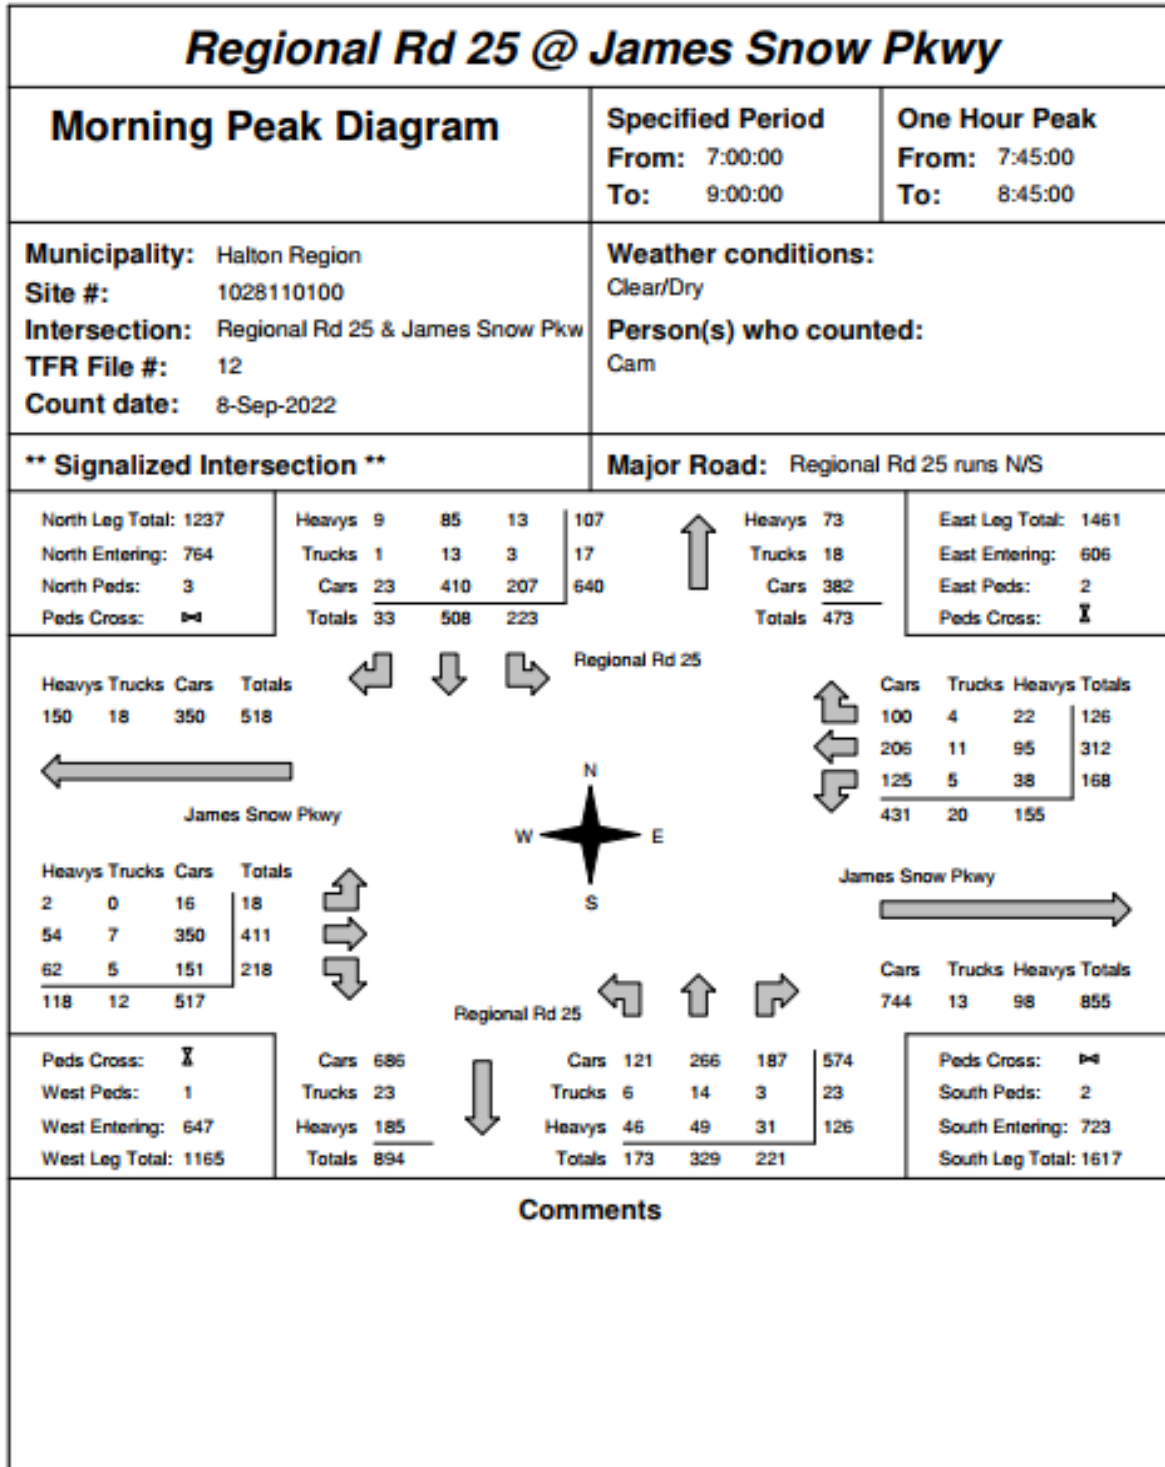 Regional Rd 25 @ James Snow Pkwy
Morning Peak Diagram
Specified Period
From: 7:00:00
To: 9:00:00
One Hour Peak
From: 7:45:00
To: 8:45:00
Municipality: Halton Region
Site #: 1028110100
Intersection: Regional Rd 25 & James Snow Pkw
TFR File #: 12
Count date: 8-Sep-2022
Weather conditions:
Clear/Dry
Person(s) who counted:
Cam
** Signalized Intersection **
Major Road: Regional Rd 25 runs N/S
North Leg Total: 1237
North Entering: 764
North Peds: 3
Peds Cross:
Heavys 9 85 13 107
Trucks 1 13 3 17
Cars 23 410 207 640
Totals 33 508 223
Heavys 73
Trucks 18
Cars 382
Totals 473
East Leg Total: 1461
East Entering: 606
East Peds: 2
Peds Cross:
Regional Rd 25
Heavys Trucks Cars Totals
150 18 350 518
James Snow Pkwy
Cars Trucks Heavys Totals
100 4 22 126
206 11 95 312
125 5 38 168
431 20 155
N
W E
S
Heavys Trucks Cars Totals
2 0 16 18
54 7 350 411
62 5 151 218
118 12 517
James Snow Pkwy
Cars Trucks Heavys Totals
744 13 98 855
Regional Rd 25
Peds Cross:
West Peds: 1
West Entering: 647
West Leg Total: 1165
Cars 686
Trucks 23
Heavys 185
Totals 894
Cars 121 266 187 574
Trucks 6 14 3 23
Heavys 46 49 31 126
Totals 173 329 221
Peds Cross:
South Peds: 2
South Entering: 723
South Leg Total: 1617
Comments